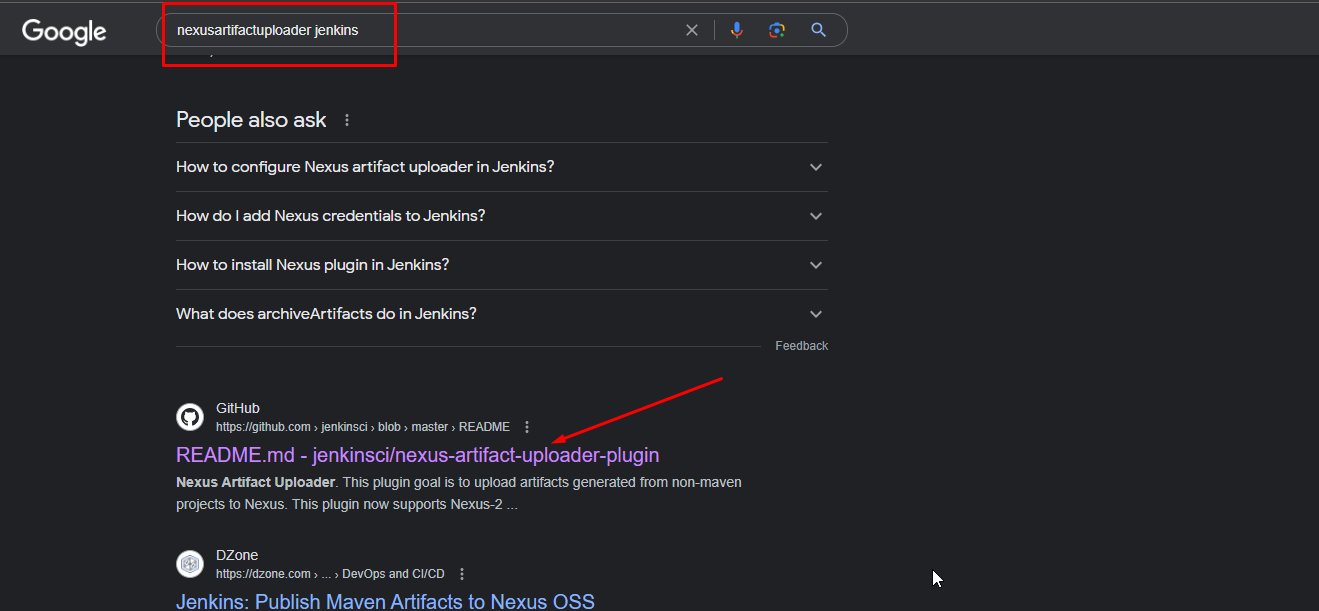 Google
nexusartifactuploader jenkins
People also ask
How to configure Nexus artifact uploader in Jenkins?
How do I add Nexus credentials to Jenkins?
How to install Nexus plugin in Jenkins?
What does archiveArtifacts do in Jenkins?
Feedback
GitHub
https://github.com › jenkinsci › blob › master › README
README.md - jenkinsci/nexus-artifact-uploader-plugin
Nexus Artifact Uploader. This plugin goal is to upload artifacts generated from non-maven
projects to Nexus. This plugin now supports Nexus-2 ...
DZone
https://dzone.com › ... › DevOps and CI/CD
Jenkins: Publish Maven Artifacts to Nexus OSS